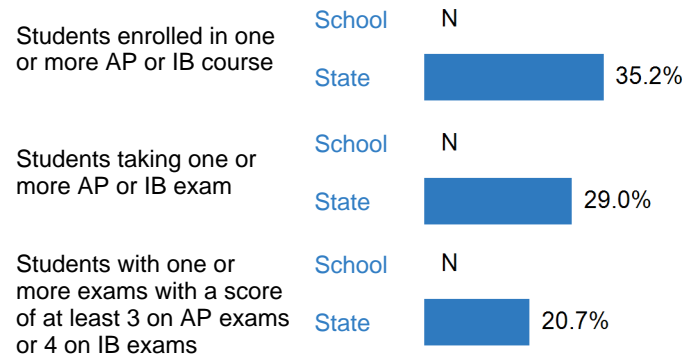 Students enrolled in one
or more AP or IB course
School N
State 35.2%
Students taking one or
more AP or IB exam
School N
State 29.0%
Students with one or
more exams with a score
of at least 3 on AP exams
or 4 on IB exams
School N
State 20.7%